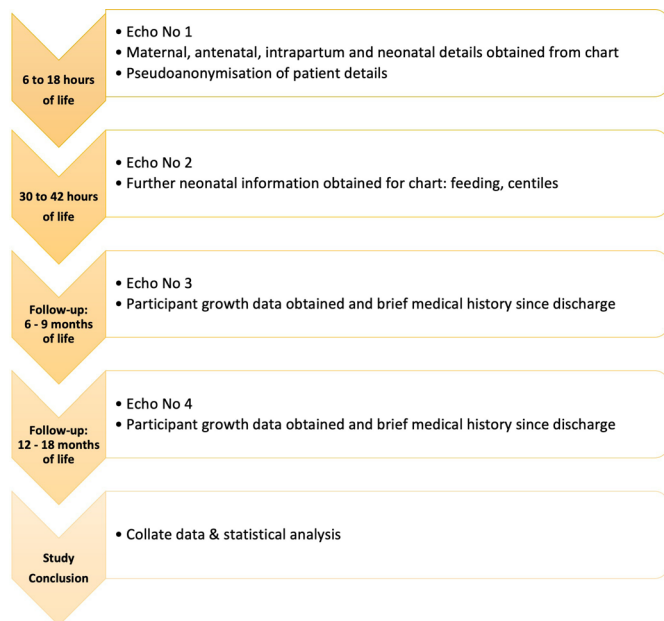 6 to 18 hours
of life
• Echo No 1
• Maternal, antenatal, intrapartum and neonatal details obtained from chart
• Pseudoanonymisation of patient details
30 to 42 hours
of life
• Echo No 2
• Further neonatal information obtained for chart: feeding, centiles
Follow-up:
6 - 9 months
of life
• Echo No 3
• Participant growth data obtained and brief medical history since discharge
Follow-up:
12 - 18 months
of life
• Echo No 4
• Participant growth data obtained and brief medical history since discharge
Study
Conclusion
• Collate data & statistical analysis